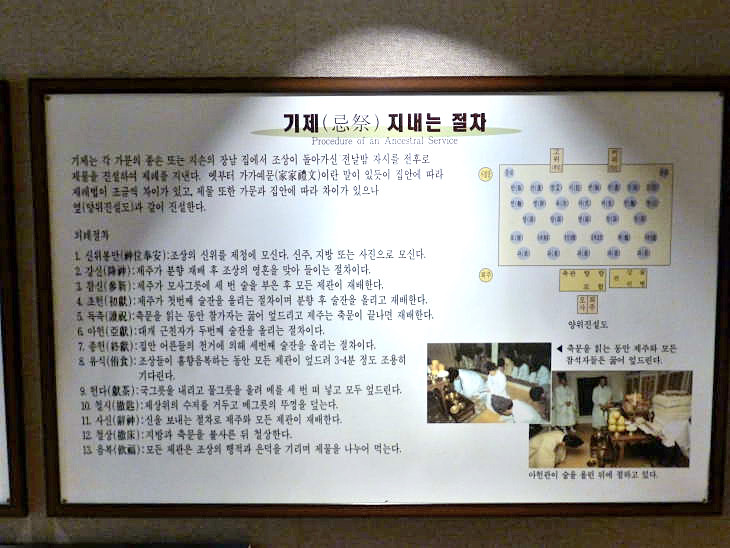 기제(忌祭) 지내는 절차
Procedure of an Ancestral Service
기제는 각 가문의 종손 또는 지손의 장남 집에서 조상이 돌아가신 전날밤 자시를 전후로
제물을 진설하여 제례를 지낸다. 옛부터 가가예문(家家禮文)이란 말이 있듯이 집안에 따라
제례법이 조금씩 차이가 있고, 제물 또한 가문과 집안에 따라 차이가 있으나
옆(양위진설도)과 같이 진설한다.
의례절차
1. 신위봉안(神位奉安):조상의 신위를 제청에 모신다. 신주, 지방 또는 사진으로 모신다.
2. 강신(降神):제주가 분향 재배 후 조상의 영혼을 맞아 들이는 절차이다.
3. 참신(參新):제주가 모사그릇에 세 번 술을 부은 후 모든 제관이 재배한다.
4. 초헌(初獻):제주가 첫번째 술잔을 올리는 절차이며 분향 후 술잔을 올리고 재배한다.
5. 독축(讀祝):축문을 읽는 동안 참가자는 꿇어 엎드리고 제주는 축문이 끝나면 재배한다.
6. 아헌(亞獻):대개 근친자가 두번째 술잔을 올리는 절차이다.
7. 종헌(終獻):집안 어른들의 천거에 의해 세번째 술잔을 올리는 절차이다.
8. 유식(侑食):조상들이 흠향음복하는 동안 모든 제관이 엎드려 3-4분 정도 조용히
기다린다.
9. 헌다(獻茶):국그릇을 내리고 물그릇을 올려 메를 세 번 떠 넣고 모두 엎드린다.
10. 철시(撤匙):제상위의 수저를 거두고 메그릇의 뚜껑을 덮는다.
11. 사신(辭神):신을 보내는 절차로 제주와 모든 제관이 재배한다.
12. 철상(撤床):지방과 축문을 불사른 뒤 철상한다.
13. 음복(飮福):모든 제관은 조상의 행적과 은덕을 기리며 제물을 나누어 먹는다.
양위진설도
◀ 축문을 읽는 동안 제주와 모든
참석자들은 꿇어 엎드린다.
아헌관이 술을 올린 뒤에 절하고 있다.